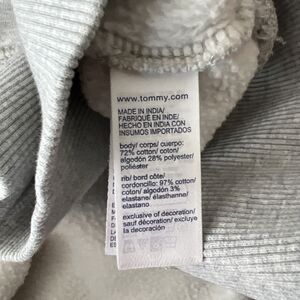 www.tommy.com
MADE IN INDIA/
FABRIQUÉ EN INDE/
HECHO EN INDIA CON
INSUMOS IMPORTADOS
body/ corps/ cuerpo:
72% cotton/ coton/
algodón 28% polyester/
poliéster
rib/ bord côte/
cordoncillo: 97% cotton/
coton/ algodón 3%
elastane/ élasthanne/
elastano
exclusive of decoration/
sauf décoration/ excluye
la decoración